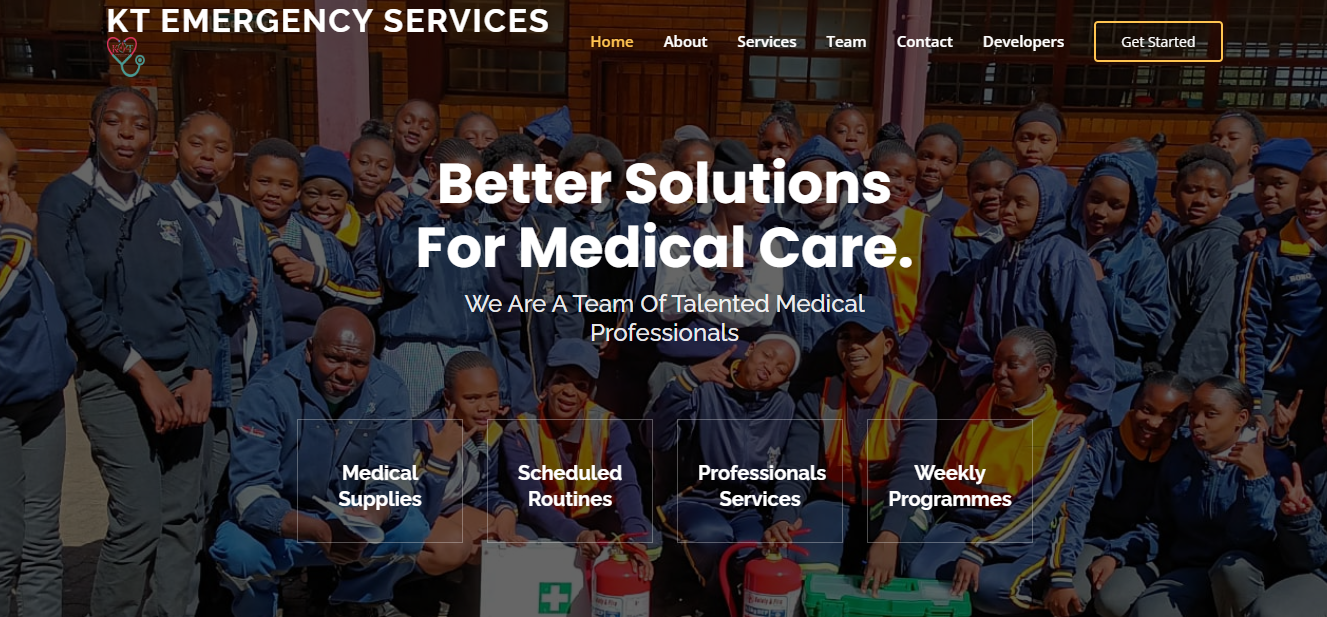 KT EMERGENCY SERVICES
Home
About
Services
Team
Contact
Developers
Get Started
Better Solutions
For Medical Care.
We Are A Team Of Talented Medical
Professionals
Medical
Supplies
Scheduled
Routines
Professionals
Services
Weekly
Programmes